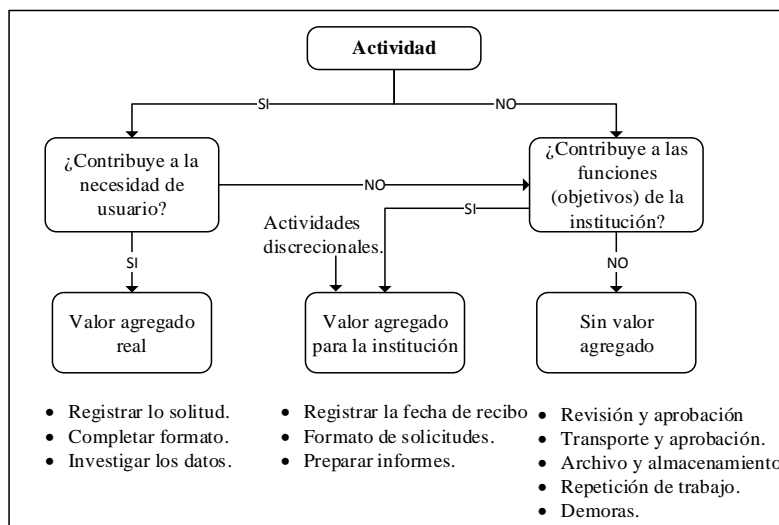 Actividad
SI
NO
¿Contribuye a la
necesidad de
usuario?
NO
¿Contribuye a las
funciones
(objetivos) de la
institución?
SI
Actividades
discrecionales.
SI
NO
Valor agregado
real
Valor agregado
para la institución
Sin valor
agregado
• Registrar lo solitud.
• Completar formato.
• Investigar los datos.
• Registrar la fecha de recibo
• Formato de solicitudes.
• Preparar informes.
• Revisión y aprobación
• Transporte y aprobación.
• Archivo y almacenamiento
• Repetición de trabajo.
• Demoras.